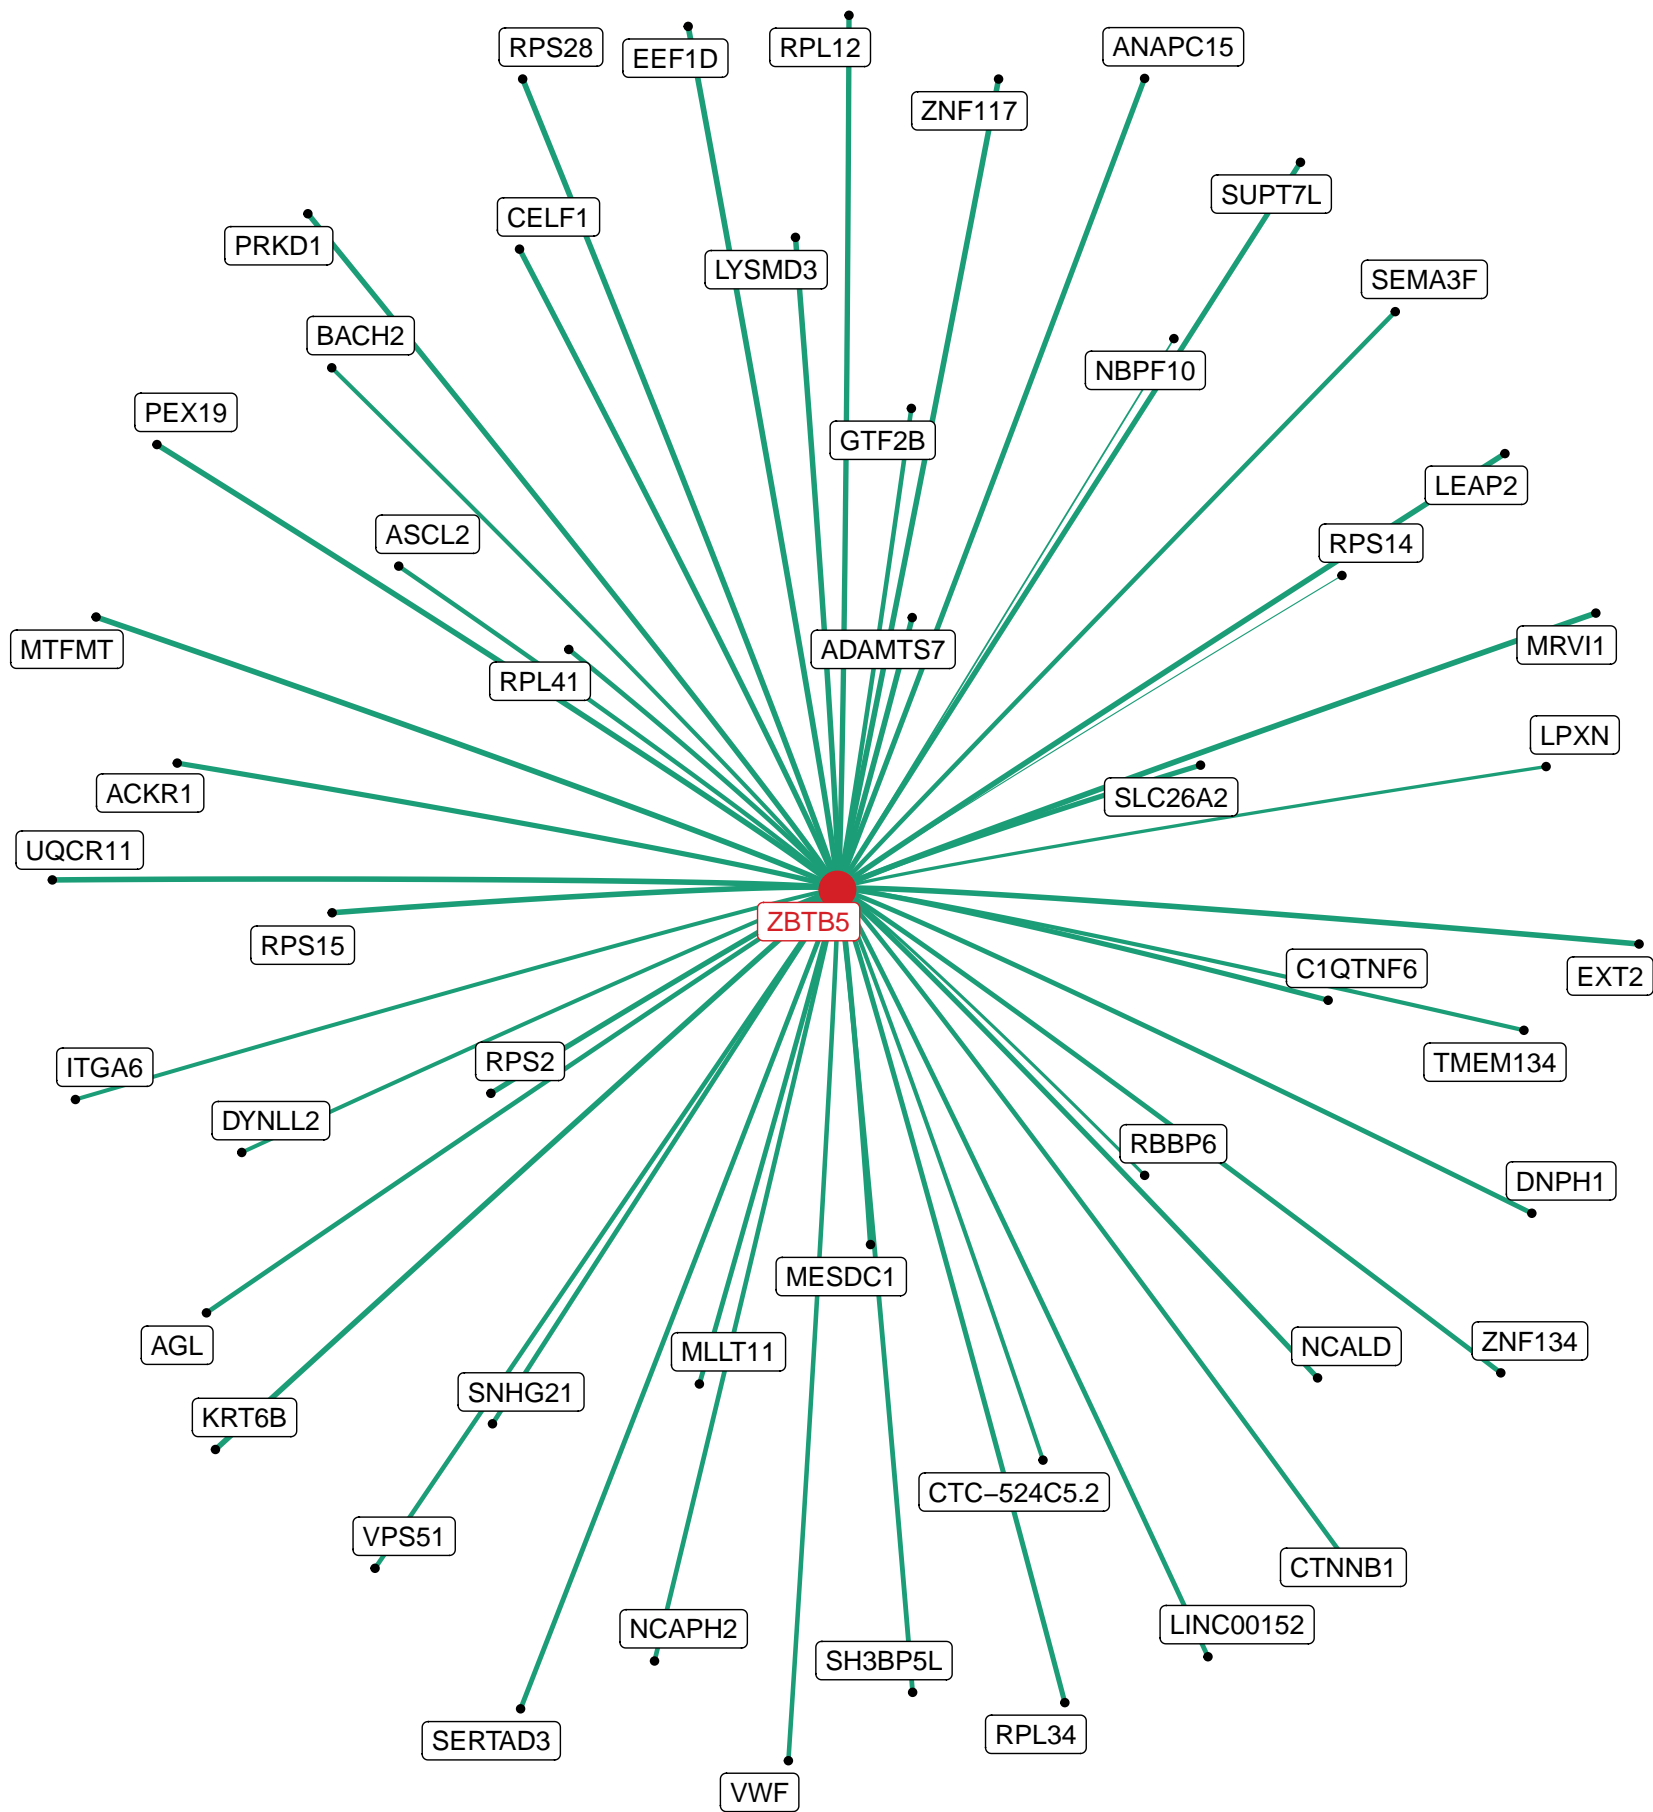 RPS28
EEF1D
RPL12
ANAPC15
ZNF117
SUPT7L
CELF1
PRKD1
LYSMD3
SEMA3F
BACH2
NBPF10
PEX19
GTF2B
LEAP2
ASCL2
RPS14
MTFMT
ADAMTS7
MRVI1
RPL41
LPXN
ACKR1
SLC26A2
UQCR11
ZBTB5
RPS15
C1QTNF6
EXT2
ITGA6
RPS2
TMEM134
DYNLL2
RBBP6
DNPH1
MESDC1
AGL
MLLT11
NCALD
ZNF134
SNHG21
KRT6B
CTC−524C5.2
VPS51
CTNNB1
NCAPH2
LINC00152
SH3BP5L
SERTAD3
RPL34
VWF